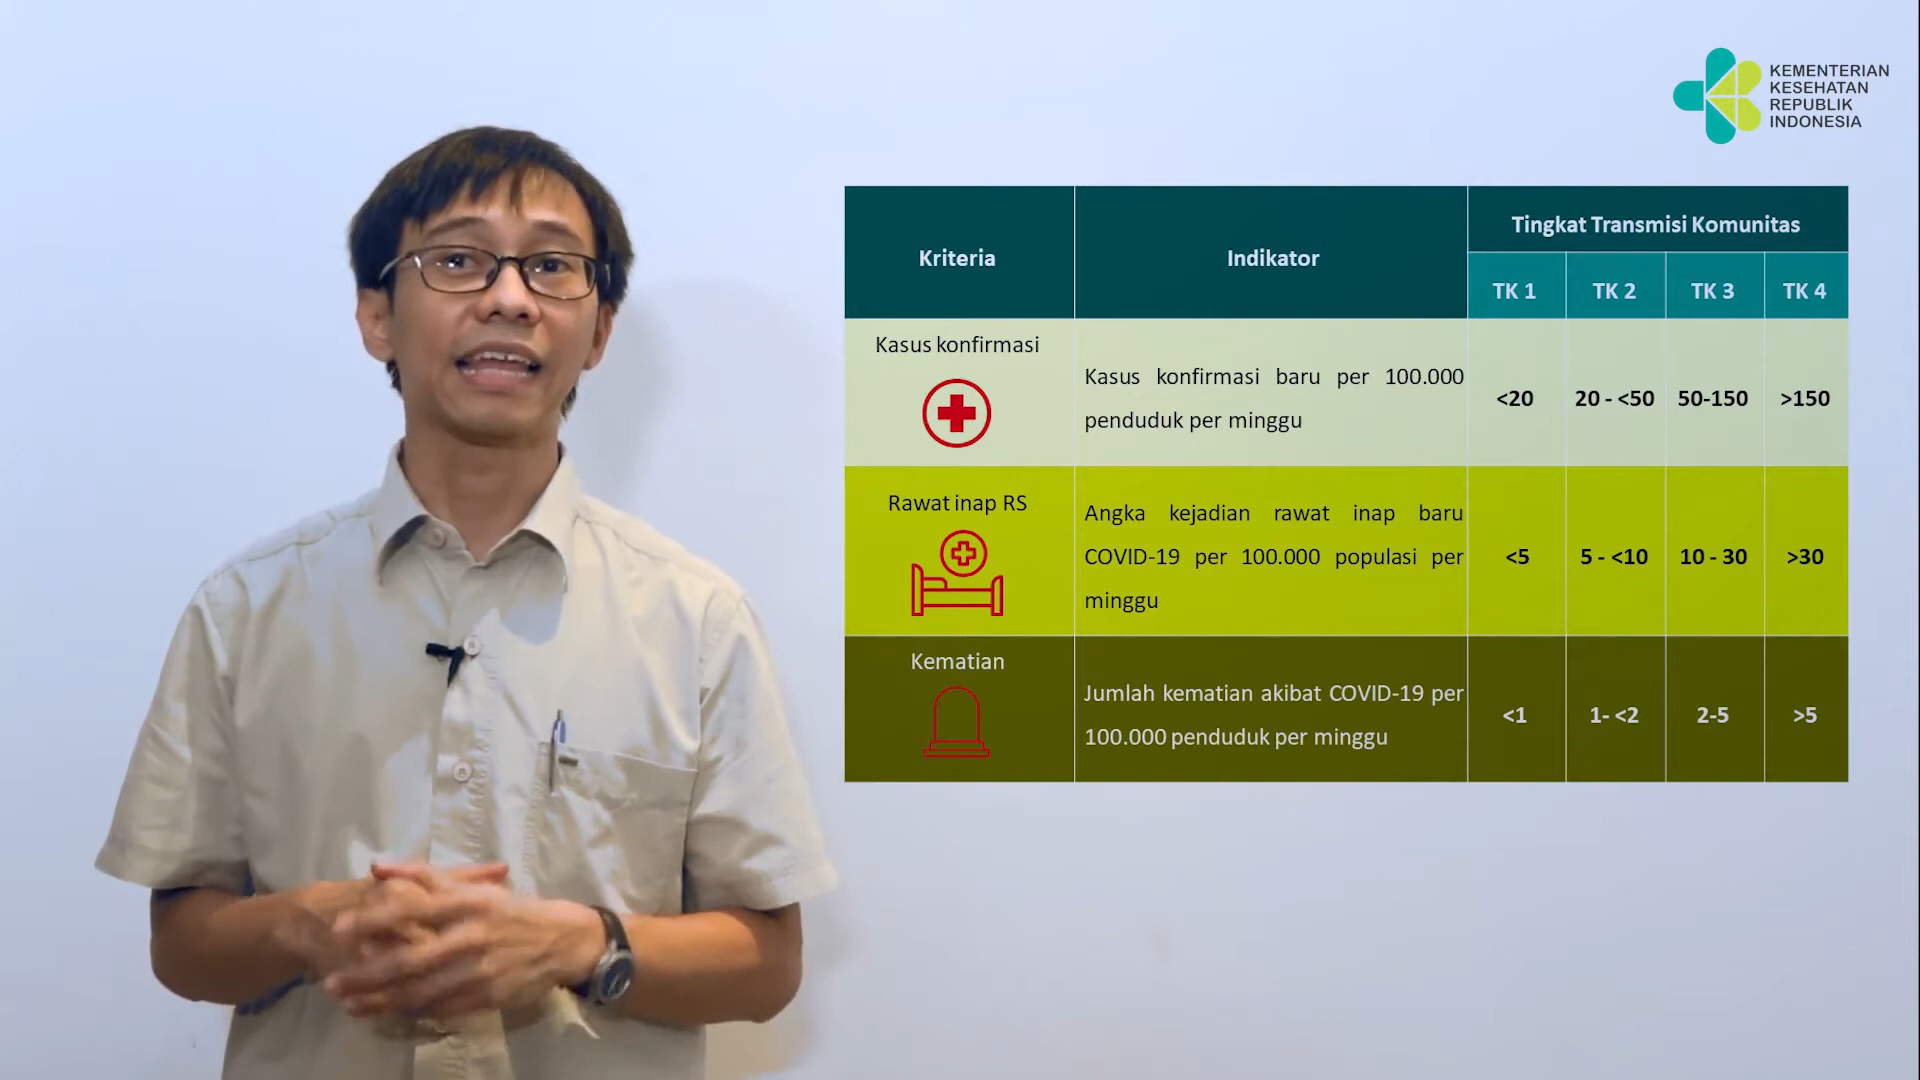 KEMENTERIAN
KESEHATAN
REPUBLIK
INDONESIA
Kriteria
Indikator
Tingkat Transmisi Komunitas
TK 1
TK 2
TK 3
TK 4
Kasus konfirmasi
Kasus konfirmasi baru per 100.000
penduduk per minggu
<20
20 - <50
50-150
>150
Rawat inap RS
Angka kejadian rawat inap baru
COVID-19 per 100.000 populasi per
minggu
<5
5 - <10
10 - 30
>30
Kematian
Jumlah kematian akibat COVID-19 per
100.000 penduduk per minggu
<1
1- <2
2-5
>5